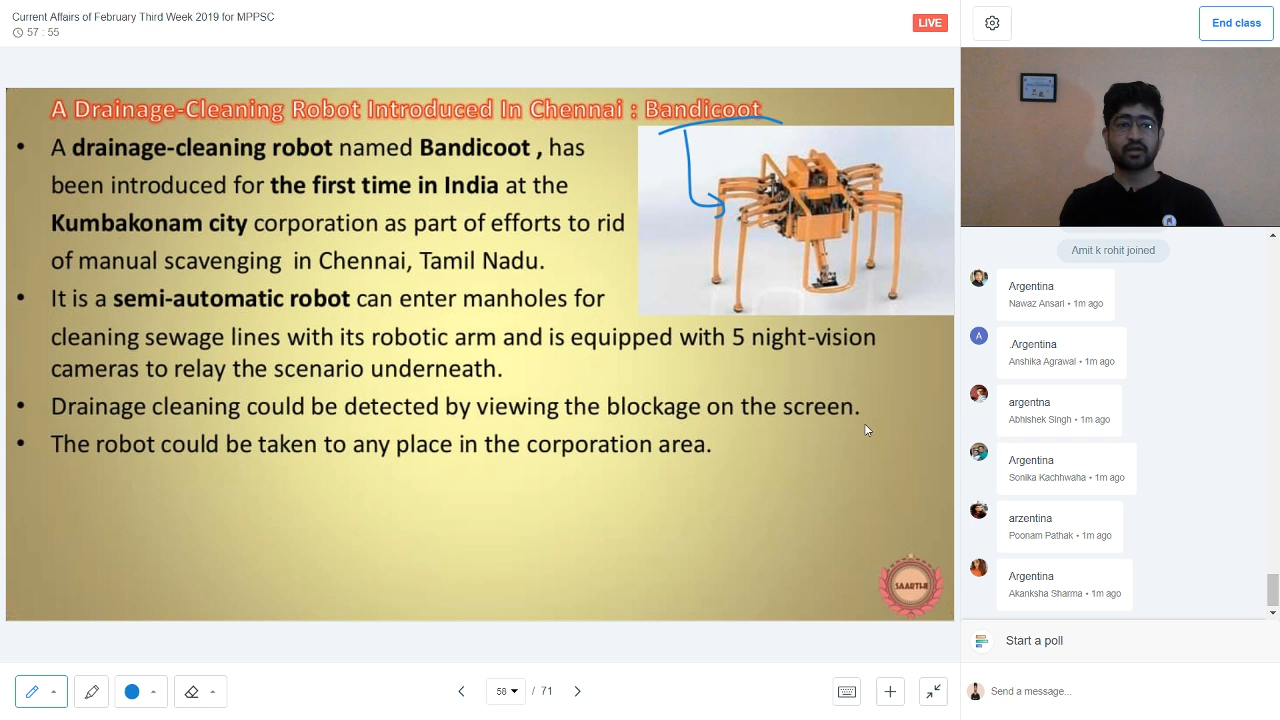 Current Affairs of February Third Week 2019 for MPPSC
57 : 55
LIVE
End class
A Drainage-Cleaning Robot Introduced In Chennai : Bandicoot
• A drainage-cleaning robot named Bandicoot , has
been introduced for the first time in India at the
Kumbakonam city corporation as part of efforts to rid
of manual scavenging in Chennai, Tamil Nadu.
• It is a semi-automatic robot can enter manholes for
cleaning sewage lines with its robotic arm and is equipped with 5 night-vision
cameras to relay the scenario underneath.
• Drainage cleaning could be detected by viewing the blockage on the screen.
• The robot could be taken to any place in the corporation area.
SAARTHI
Amit k rohit joined
Argentina
Nawaz Ansari • 1m ago
A
.Argentina
Anshika Agrawal • 1m ago
argentna
Abhishek Singh • 1m ago
Argentina
Sonika Kachhwaha • 1m ago
arzentina
Poonam Pathak • 1m ago
Argentina
Akanksha Sharma • 1m ago
Start a poll
Send a message...
58 / 71